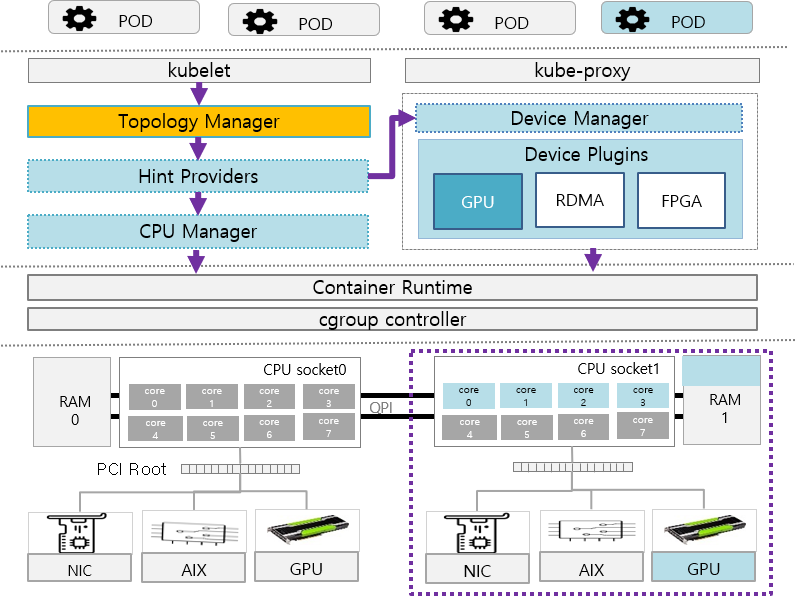 POD
POD
POD
POD
kubelet
kube-proxy
Topology Manager
Device Manager
Hint Providers
Device Plugins
GPU
RDMA
FPGA
CPU Manager
Container Runtime
cgroup controller
RAM
0
CPU socket0
core
0
core
1
core
2
core
3
core
4
core
5
core
6
core
7
QPI
CPU socket1
core
0
core
1
core
2
core
3
core
4
core
5
core
6
core
7
RAM
1
PCI Root
NIC
AIX
GPU
NIC
AIX
GPU